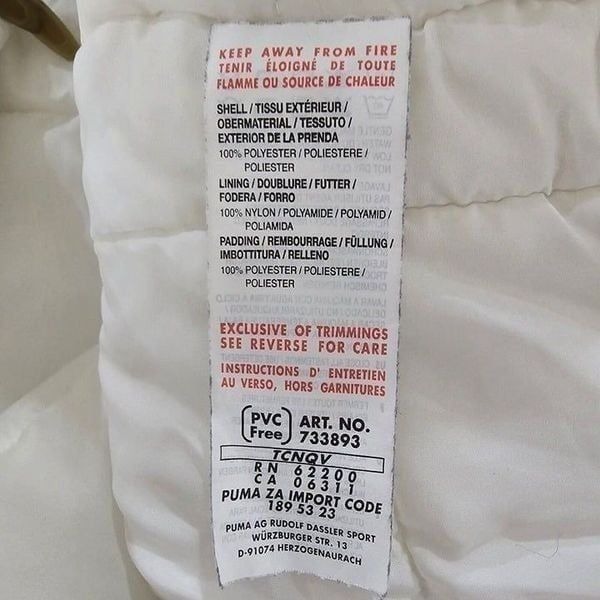 KEEP AWAY FROM FIRE
TENIR ÉLOIGNÉ DE TOUTE
FLAMME OU SOURCE DE CHALEUR
SHELL / TISSU EXTÉRIEUR /
OBERMATERIAL / TESSUTO /
EXTERIOR DE LA PRENDA
100% POLYESTER / POLIESTERE /
POLIESTER
LINING / DOUBLURE / FUTTER /
FODERA / FORRO
100% NYLON / POLYAMIDE / POLYAMID /
POLIAMIDA
PADDING / REMBOURRAGE / FÜLLUNG /
IMBOTTITURA / RELLENO
100% POLYESTER / POLIESTERE /
POLIESTER
EXCLUSIVE OF TRIMMINGS
SEE REVERSE FOR CARE
INSTRUCTIONS D' ENTRETIEN
AU VERSO, HORS GARNITURES
PVC Free ART. NO.
733893
TCNQV
RN 62200
CA 06311
PUMA ZA IMPORT CODE
189 53 23
PUMA AG RUDOLF DASSLER SPORT
WÜRZBURGER STR. 13
D-91074 HERZOGENAURACH